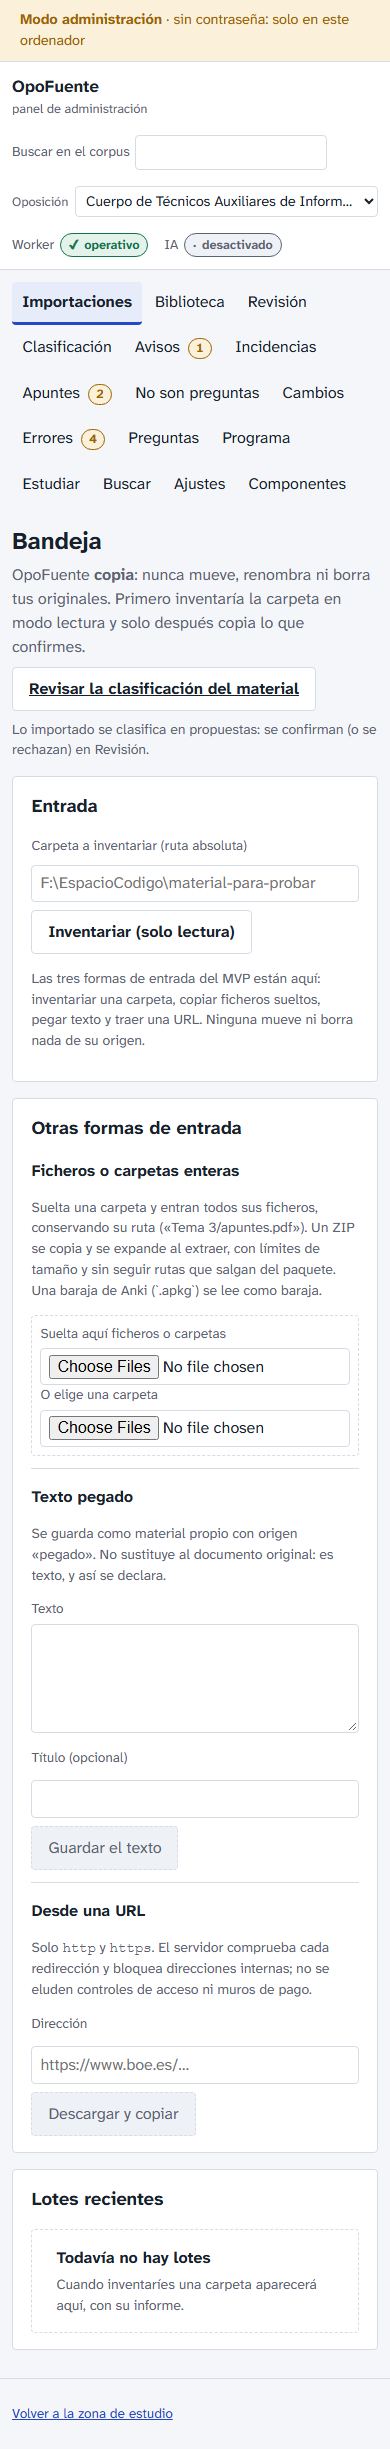 Modo administración · sin contraseña: solo en este
ordenador
OpoFuente
panel de administración
Buscar en el corpus
Oposición Cuerpo de Técnicos Auxiliares de Inform...
Worker ✓ operativo IA · desactivado
Importaciones Biblioteca Revisión
Clasificación Avisos 1 Incidencias
Apuntes 2 No son preguntas Cambios
Errores 4 Preguntas Programa
Estudiar Buscar Ajustes Componentes
Bandeja
OpoFuente copia: nunca mueve, renombra ni borra
tus originales. Primero inventaría la carpeta en
modo lectura y solo después copia lo que
confirmes.
Revisar la clasificación del material
Lo importado se clasifica en propuestas: se confirman (o se
rechazan) en Revisión.
Entrada
Carpeta a inventariar (ruta absoluta)
F:\EspacioCodigo\material-para-probar
Inventariar (solo lectura)
Las tres formas de entrada del MVP están aquí:
inventariar una carpeta, copiar ficheros sueltos,
pegar texto y traer una URL. Ninguna mueve ni borra
nada de su origen.
Otras formas de entrada
Ficheros o carpetas enteras
Suelta una carpeta y entran todos sus ficheros,
conservando su ruta («Tema 3/apuntes.pdf»). Un ZIP
se copia y se expande al extraer, con límites de
tamaño y sin seguir rutas que salgan del paquete.
Una baraja de Anki (`.apkg`) se lee como baraja.
Suelta aquí ficheros o carpetas
Choose Files No file chosen
O elige una carpeta
Choose Files No file chosen
Texto pegado
Se guarda como material propio con origen
«pegado». No sustituye al documento original: es
texto, y así se declara.
Texto
Título (opcional)
Guardar el texto
Desde una URL
Solo http y https. El servidor comprueba cada
redirección y bloquea direcciones internas; no se
eluden controles de acceso ni muros de pago.
Dirección
https://www.boe.es/...
Descargar y copiar
Lotes recientes
Todavía no hay lotes
Cuando inventaríes una carpeta aparecerá
aquí, con su informe.
Volver a la zona de estudio